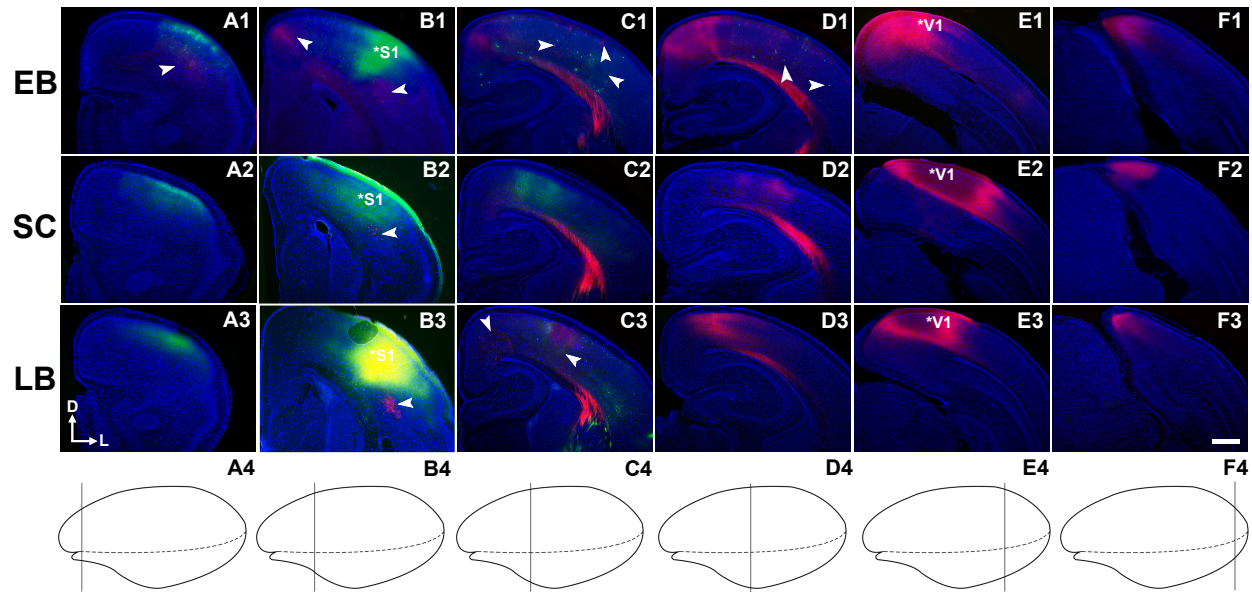 A1 B1 C1 D1 E1 F1
*S1 *V1
EB
A2 B2 C2 D2 E2 F2
*S1 *V1
SC
A3 B3 C3 D3 E3 F3
*S1 *V1
LB
D
L
A4 B4 C4 D4 E4 F4